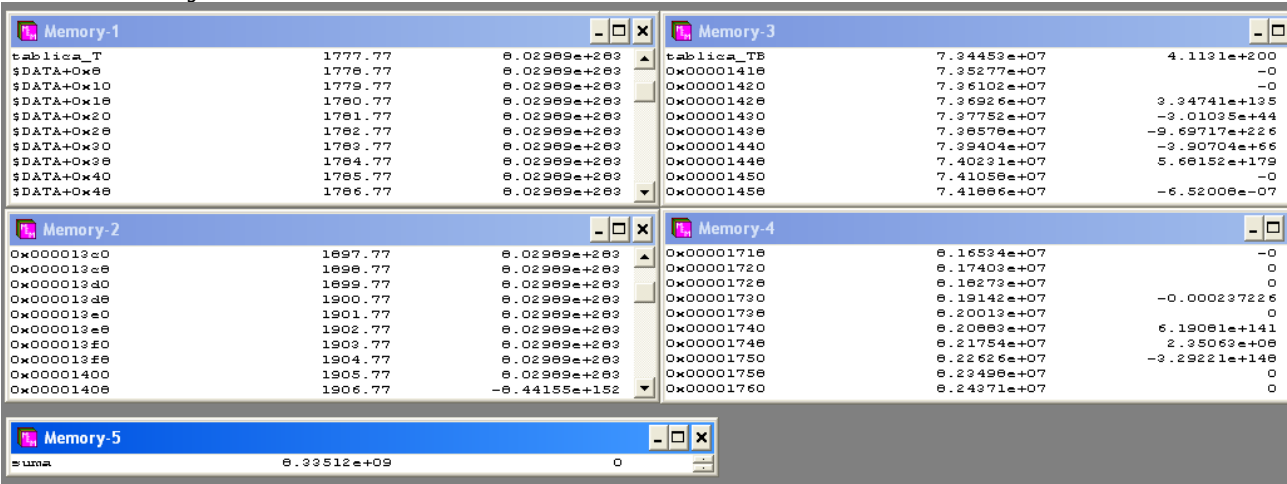 Memory-1
tablica_T 1777.77 8.02989e+283
$DATA+0x8 1778.77 8.02989e+283
$DATA+0x10 1779.77 8.02989e+283
$DATA+0x18 1780.77 8.02989e+283
$DATA+0x20 1781.77 8.02989e+283
$DATA+0x28 1782.77 8.02989e+283
$DATA+0x30 1783.77 8.02989e+283
$DATA+0x38 1784.77 8.02989e+283
$DATA+0x40 1785.77 8.02989e+283
$DATA+0x48 1786.77 8.02989e+283
Memory-3
tablica_TB 7.34453e+07 4.1131e+200
0x00001418 7.35277e+07 -0
0x00001420 7.36102e+07 -0
0x00001428 7.36926e+07 3.34741e+135
0x00001430 7.37752e+07 -3.01035e+44
0x00001438 7.38578e+07 -9.69717e+226
0x00001440 7.39404e+07 -3.90704e+66
0x00001448 7.40231e+07 5.68152e+179
0x00001450 7.41058e+07 -0
0x00001458 7.41886e+07 -6.52008e-07
Memory-2
0x000013c0 1897.77 8.02989e+283
0x000013c8 1898.77 8.02989e+283
0x000013d0 1899.77 8.02989e+283
0x000013d8 1900.77 8.02989e+283
0x000013e0 1901.77 8.02989e+283
0x000013e8 1902.77 8.02989e+283
0x000013f0 1903.77 8.02989e+283
0x000013f8 1904.77 8.02989e+283
0x00001400 1905.77 8.02989e+283
0x00001408 1906.77 -8.44155e+152
Memory-4
0x00001718 8.16534e+07 -0
0x00001720 8.17403e+07 0
0x00001728 8.18273e+07 0
0x00001730 8.19142e+07 -0.000237226
0x00001738 8.20013e+07 0
0x00001740 8.20883e+07 6.19081e+141
0x00001748 8.21754e+07 2.35063e+08
0x00001750 8.22626e+07 -3.29221e+148
0x00001758 8.23498e+07 0
0x00001760 8.24371e+07 0
Memory-5
suma 8.33512e+09 0